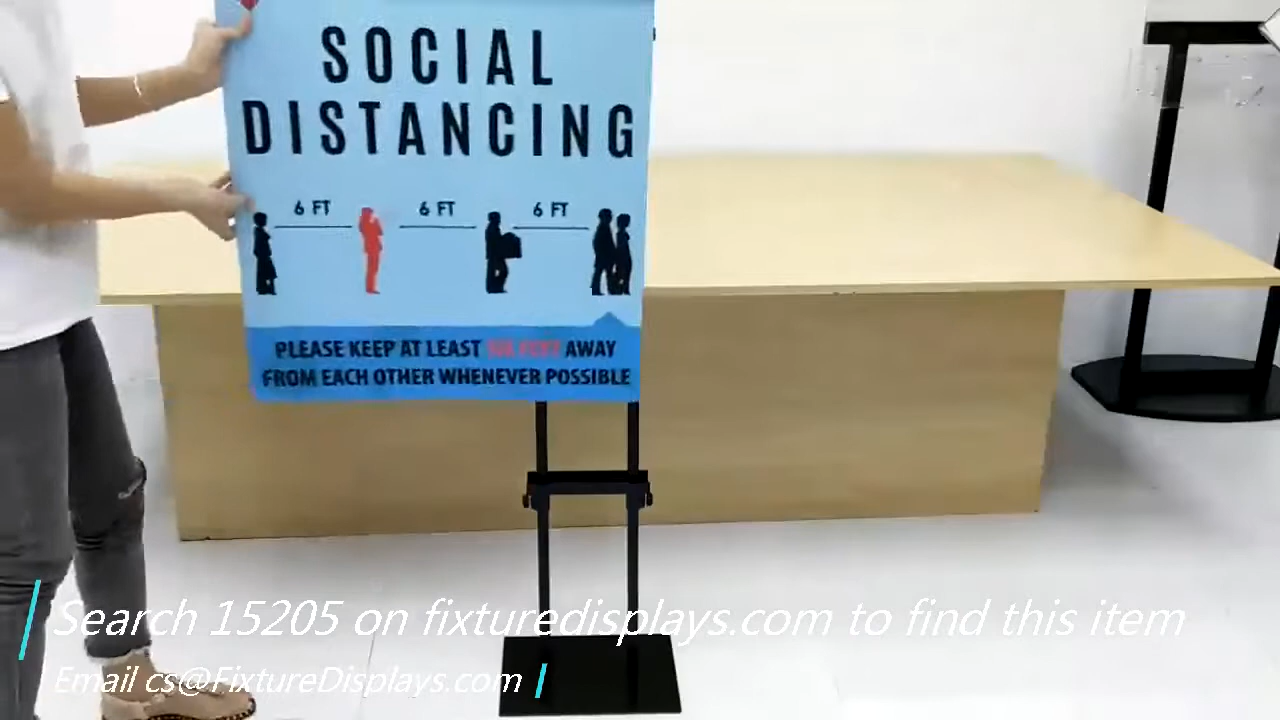 SOCIAL
DISTANCING
6 FT 6 FT 6 FT
PLEASE KEEP AT LEAST SIX FEET AWAY
FROM EACH OTHER WHENEVER POSSIBLE
Search 15205 on fixturedisplays.com to find this item
Email cs@FixtureDisplays.com